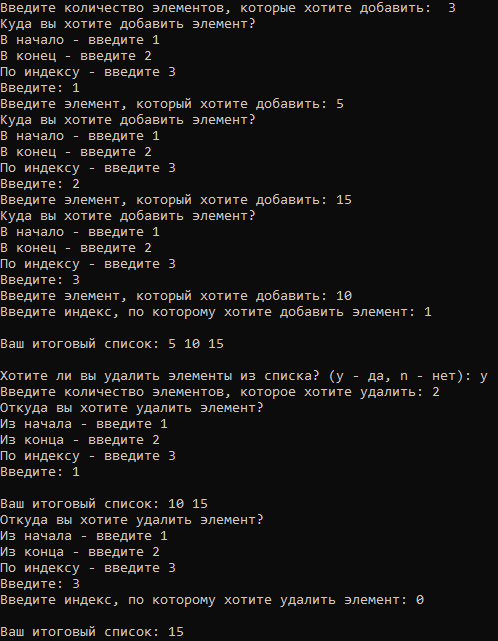 Введите количество элементов, которые хотите добавить:  3
Куда вы хотите добавить элемент?
В начало - введите 1
В конец - введите 2
По индексу - введите 3
Введите: 1
Введите элемент, который хотите добавить: 5
Куда вы хотите добавить элемент?
В начало - введите 1
В конец - введите 2
По индексу - введите 3
Введите: 2
Введите элемент, который хотите добавить: 15
Куда вы хотите добавить элемент?
В начало - введите 1
В конец - введите 2
По индексу - введите 3
Введите: 3
Введите элемент, который хотите добавить: 10
Введите индекс, по которому хотите добавить элемент: 1
Ваш итоговый список: 5 10 15
Хотите ли вы удалить элементы из списка? (y - да, n - нет): y
Введите количество элементов, которое хотите удалить: 2
Откуда вы хотите удалить элемент?
Из начала - введите 1
Из конца - введите 2
По индексу - введите 3
Введите: 1
Ваш итоговый список: 10 15
Откуда вы хотите удалить элемент?
Из начала - введите 1
Из конца - введите 2
По индексу - введите 3
Введите: 3
Введите индекс, по которому хотите удалить элемент: 0
Ваш итоговый список: 15